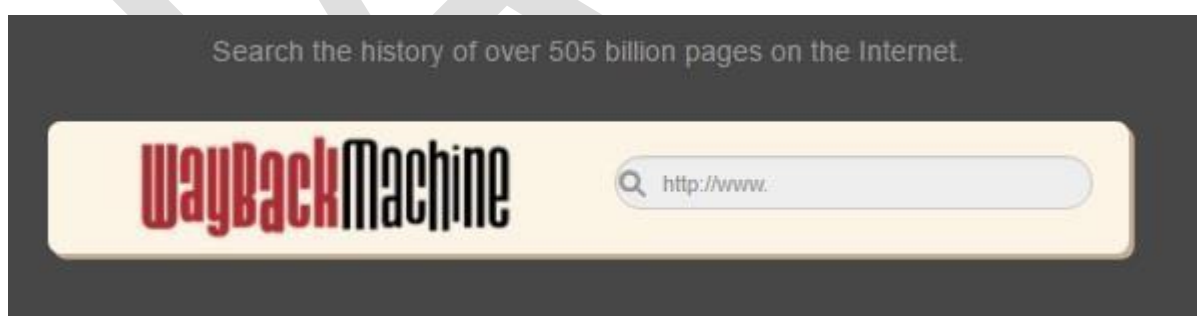 Search the history of over 505 billion pages on the Internet.
WayBackMachine
http://www.